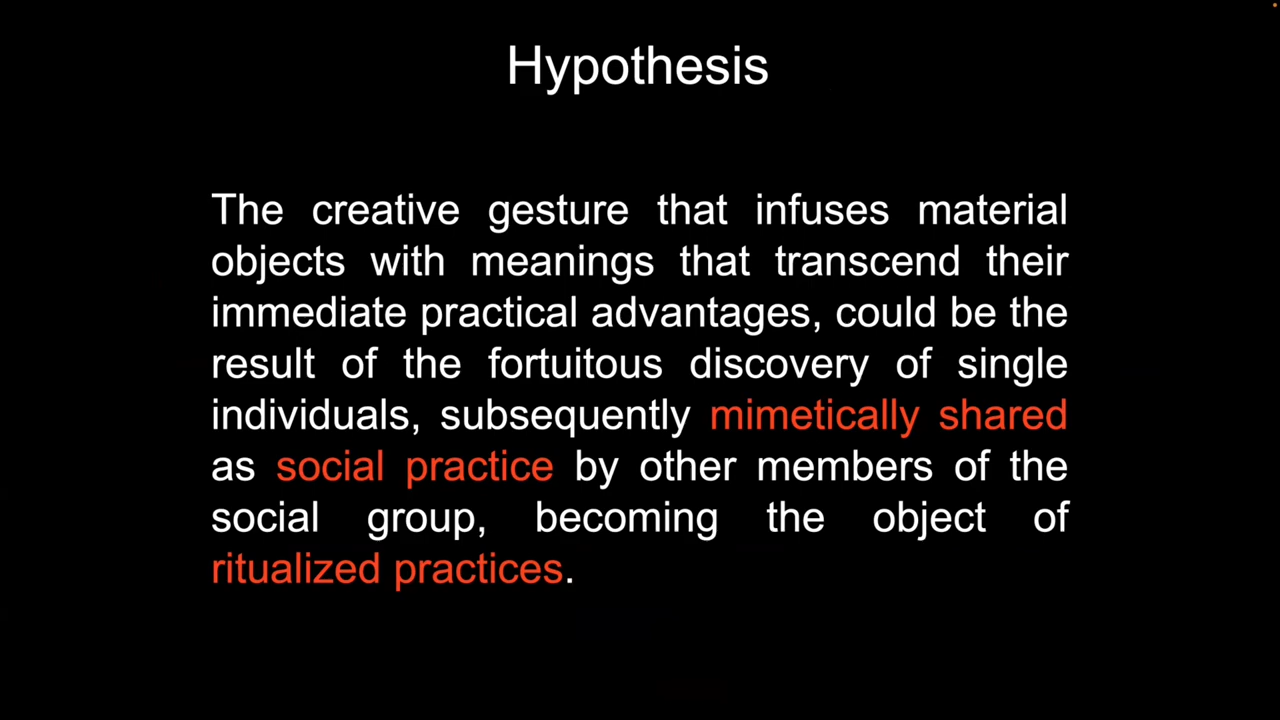 Hypothesis
The creative gesture that infuses material
objects with meanings that transcend their
immediate practical advantages, could be the
result of the fortuitous discovery of single
individuals, subsequently mimetically shared
as social practice by other members of the
social group, becoming the object of
ritualized practices.